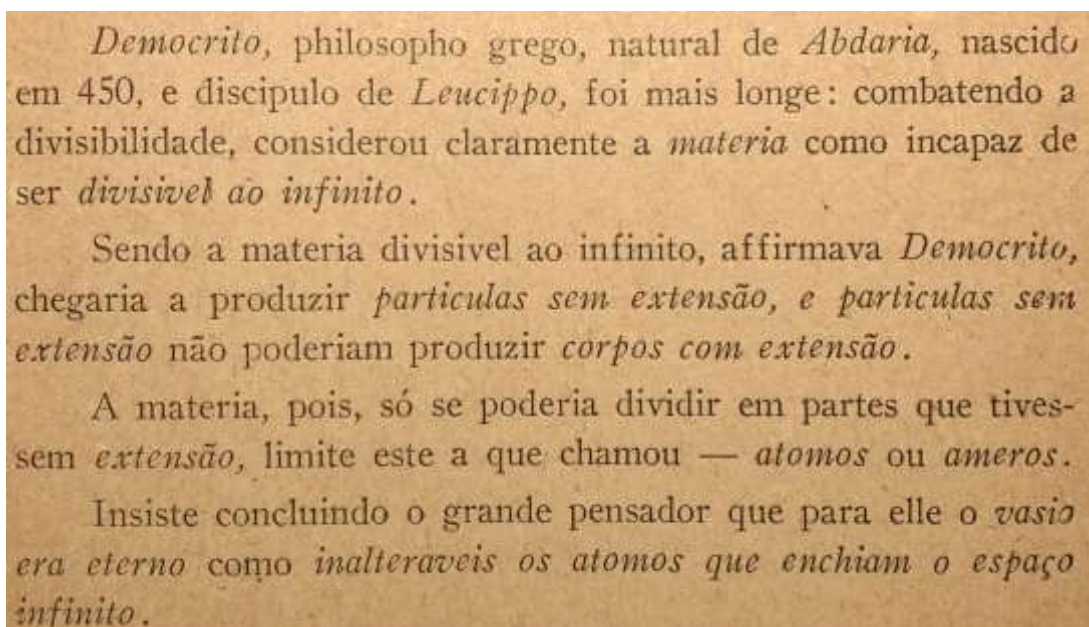 Democrito, philosopho grego, natural de Abdaria, nascido
em 450, e discipulo de Leucippo, foi mais longe: combatendo a
divisibilidade, considerou claramente a materia como incapaz de
ser divisivel ao infinito.
Sendo a materia divisivel ao infinito, affirmava Democrito,
chegaria a produzir particulas sem extensão, e particulas sem
extensão não poderiam produzir corpos com extensão.
A materia, pois, só se poderia dividir em partes que tives-
sem extensão, limite este a que chamou — atomos ou ameros.
Insiste concluindo o grande pensador que para elle o vasio
era eterno como inalteraveis os atomos que enchiam o espaço
infinito.